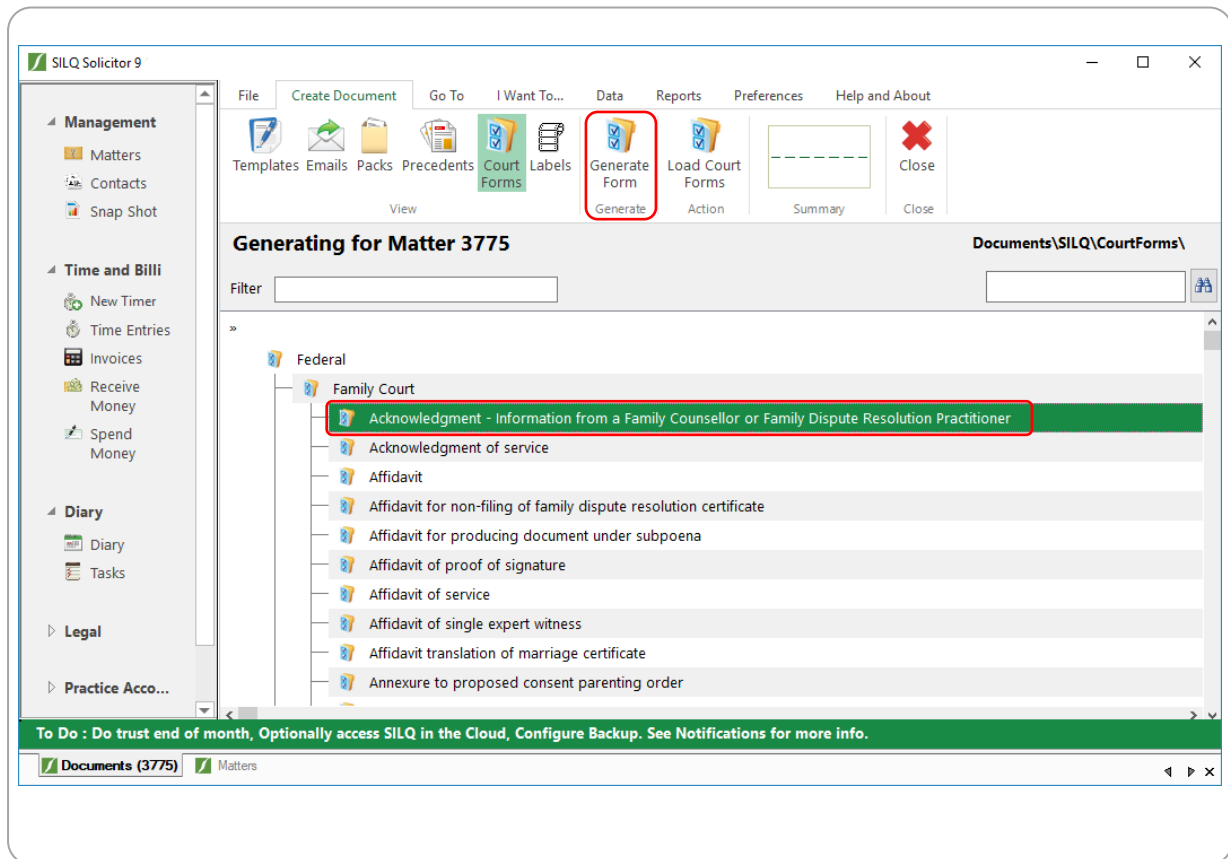 SILQ Solicitor 9
File Create Document Go To I Want To... Data Reports Preferences Help and About
Templates Emails Packs Precedents Court Forms Labels Generate Form Load Court Forms Close
View Generate Action Summary Close
Management
Matters
Contacts
Snap Shot
Time and Billi
New Timer
Time Entries
Invoices
Receive
Money
Spend
Money
Diary
Diary
Tasks
Legal
Practice Acco...
Generating for Matter 3775
Documents\SILQ\CourtForms\
Filter
»
Federal
Family Court
Acknowledgment - Information from a Family Counsellor or Family Dispute Resolution Practitioner
Acknowledgment of service
Affidavit
Affidavit for non-filing of family dispute resolution certificate
Affidavit for producing document under subpoena
Affidavit of proof of signature
Affidavit of service
Affidavit of single expert witness
Affidavit translation of marriage certificate
Annexure to proposed consent parenting order
To Do : Do trust end of month, Optionally access SILQ in the Cloud, Configure Backup. See Notifications for more info.
Documents (3775) Matters